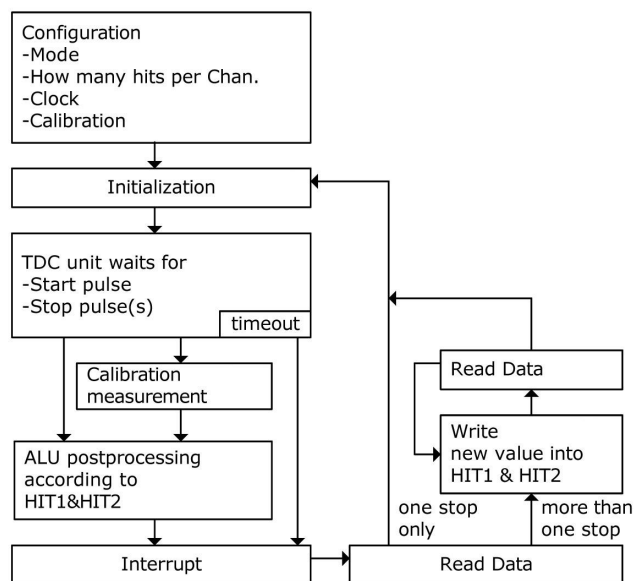 Configuration
-Mode
-How many hits per Chan.
-Clock
-Calibration
Initialization
TDC unit waits for
-Start pulse
-Stop pulse(s)
timeout
Calibration
measurement
ALU postprocessing
according to
HIT1&HIT2
Interrupt
Read Data
Write
new value into
HIT1 & HIT2
one stop
only
more than
one stop
Read Data